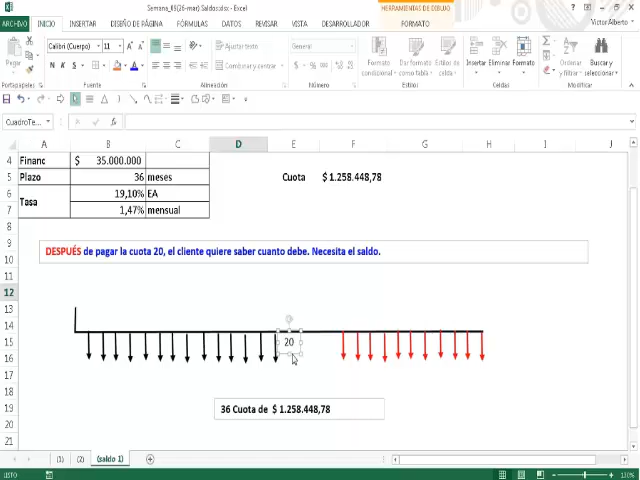 Semana_09(26-mar) Saldos.xlsx - Excel
HERRAMIENTAS DE DIBUJO
ARCHIVO INICIO INSERTAR DISEÑO DE PÁGINA FÓRMULAS DATOS REVISAR VISTA DESARROLLADOR FORMATO Victor Alberto
Calibri (Cuerpo) 11 Ajustar texto General
Pegar Formato Dar formato Estilos de Insertar Eliminar Formato Ordenar Buscar y
N K S Combinar y centrar condicional como tabla celda y filtrar seleccionar
Portapapeles Fuente Alineación Número Estilos Celdas Modificar
CuadroTe... fx
A B C D E F G H I J
4 Financ $ 35.000.000
5 Plazo 36 meses Cuota $ 1.258.448,78
6 Tasa 19,10% EA
7 1,47% mensual
8
9 DESPUÉS de pagar la cuota 20, el cliente quiere saber cuanto debe. Necesita el saldo.
10
11
12
13
14
15 20
16
17
18
19 36 Cuota de $ 1.258.448,78
20
21
(1) (2) (saldo 1)
LISTO 130%